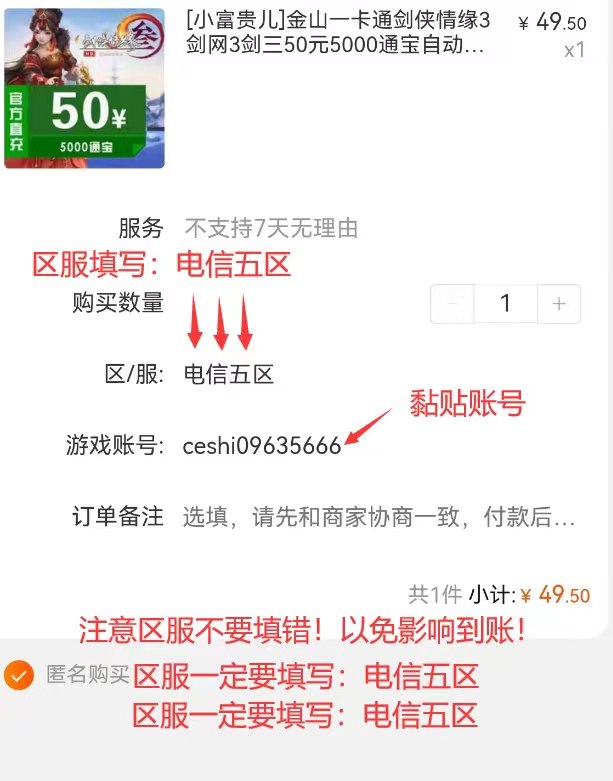 [小富贵儿]金山一卡通剑侠情缘3
¥ 49.50
剑网3剑三50元5000通宝自动...
x1
官方直充
50¥
5000通宝
服务 不支持7天无理由
区服填写：电信五区
购买数量 - 1 +
区/服: 电信五区
黏贴账号
游戏账号: ceshi09635666
订单备注 选填，请先和商家协商一致，付款后...
共1件 小计: ¥ 49.50
注意区服不要填错！以免影响到账！
匿名购买 区服一定要填写：电信五区
区服一定要填写：电信五区